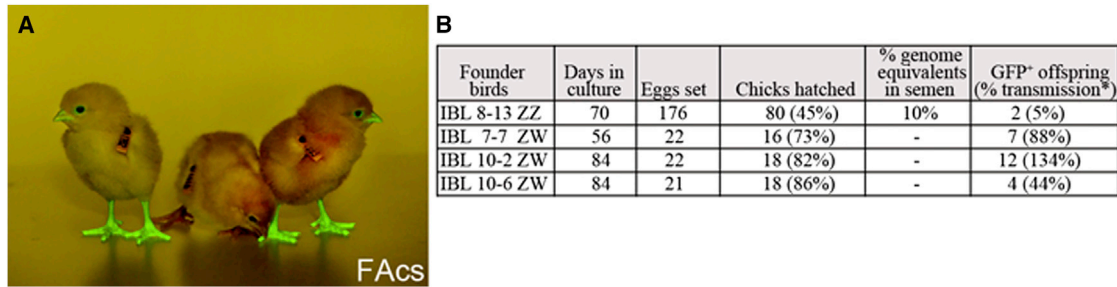 A
FAcs
B
Founder birds Days in culture Eggs set Chicks hatched % genome equivalents in semen GFP+ offspring (% transmission*)
IBL 8-13 ZZ 70 176 80 (45%) 10% 2 (5%)
IBL 7-7 ZW 56 22 16 (73%) - 7 (88%)
IBL 10-2 ZW 84 22 18 (82%) - 12 (134%)
IBL 10-6 ZW 84 21 18 (86%) - 4 (44%)